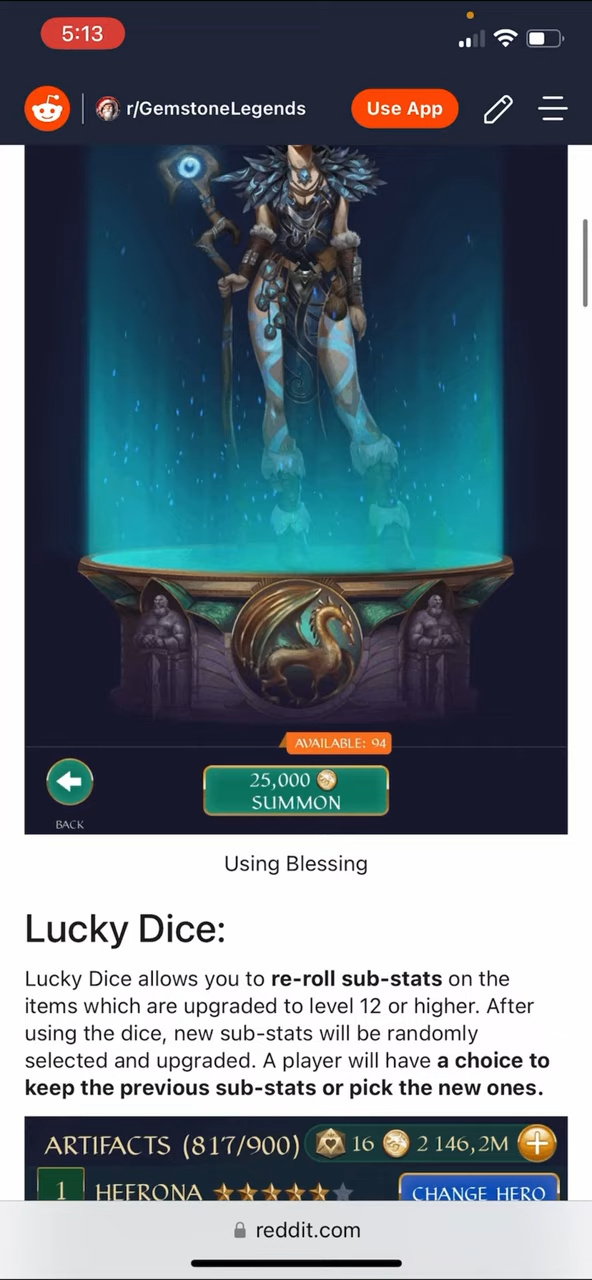 5:13
r/GemstoneLegends
Use App
AVAILABLE: 94
25,000
SUMMON
BACK
Using Blessing
Lucky Dice:
Lucky Dice allows you to re-roll sub-stats on the
items which are upgraded to level 12 or higher. After
using the dice, new sub-stats will be randomly
selected and upgraded. A player will have a choice to
keep the previous sub-stats or pick the new ones.
ARTIFACTS (817/900) 16 2 146,2M
1 HEFRONA CHANGE HERO
reddit.com